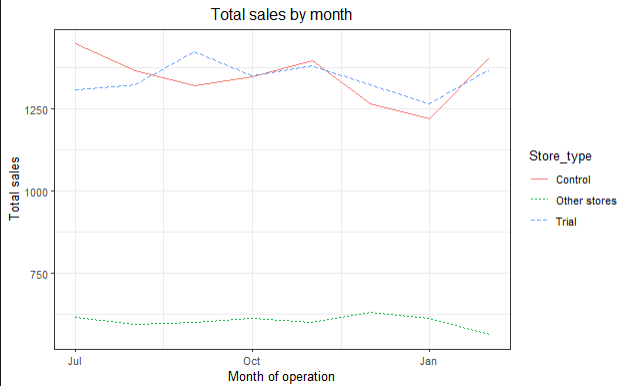 Total sales by month
Total sales
1250
1000
750
Jul
Oct
Jan
Month of operation
Store_type
Control
Other stores
Trial